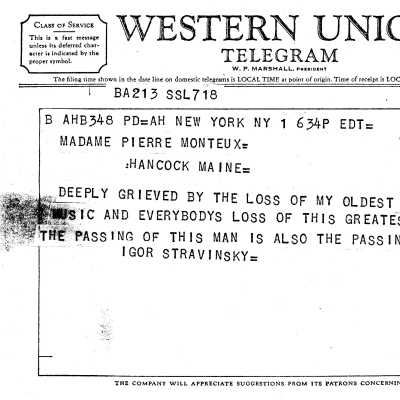 CLASS OF SERVICE
This is a fast message
unless its deferred char-
acter is indicated by the
proper symbol.
WESTERN UNIO
TELEGRAM
W. P. MARSHALL, PRESIDENT
The filing time shown in the date line on domestic telegrams is LOCAL TIME at point of origin. Time of receipt is LOC
BA213 SSL718
B AHB348 PD=AH NEW YORK NY 1 634P EDT=
MADAME PIERRE MONTEUX=
:HANCOCK MAINE=
DEEPLY GRIEVED BY THE LOSS OF MY OLDEST
MUSIC AND EVERYBODYS LOSS OF THIS GREATES
THE PASSING OF THIS MAN IS ALSO THE PASSIN
IGOR STRAVINSKY=
THE COMPANY WILL APPRECIATE SUGGESTIONS FROM ITS PATRONS CONCERNIN